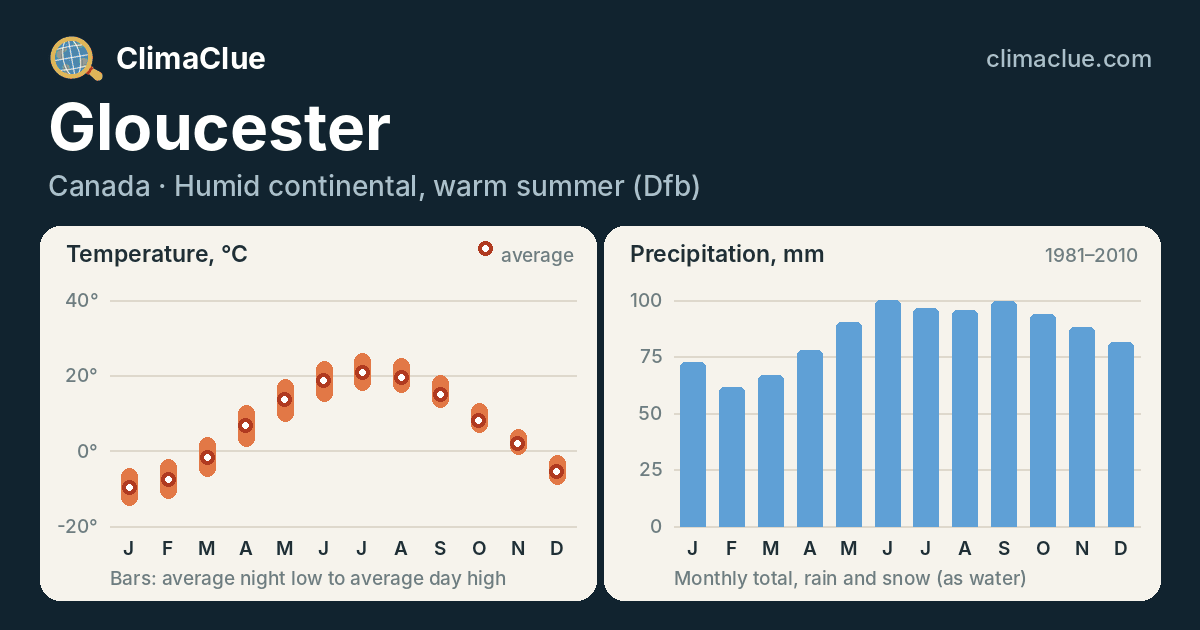 ClimaClue
climaclue.com
Gloucester
Canada · Humid continental, warm summer (Dfb)
Temperature, °C
average
40°
20°
0°
-20°
J F M A M J J A S O N D
Bars: average night low to average day high
Precipitation, mm
1981–2010
100
75
50
25
0
J F M A M J J A S O N D
Monthly total, rain and snow (as water)